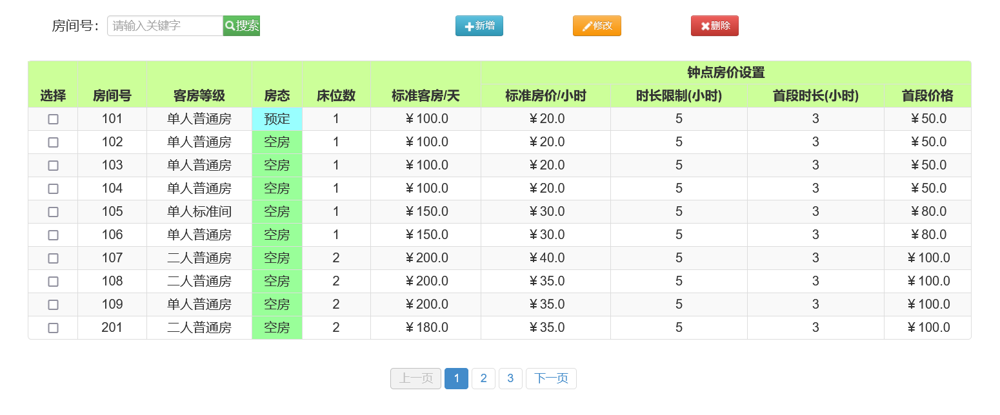 房间号： 请输入关键字 搜索 新增 修改 删除
钟点房价设置
选择 房间号 客房等级 房态 床位数 标准客房/天 标准房价/小时 时长限制(小时) 首段时长(小时) 首段价格
101 单人普通房 预定 1 ￥100.0 ￥20.0 5 3 ￥50.0
102 单人普通房 空房 1 ￥100.0 ￥20.0 5 3 ￥50.0
103 单人普通房 空房 1 ￥100.0 ￥20.0 5 3 ￥50.0
104 单人普通房 空房 1 ￥100.0 ￥20.0 5 3 ￥50.0
105 单人标准间 空房 1 ￥150.0 ￥30.0 5 3 ￥80.0
106 单人普通房 空房 1 ￥150.0 ￥30.0 5 3 ￥80.0
107 二人普通房 空房 2 ￥200.0 ￥40.0 5 3 ￥100.0
108 二人普通房 空房 2 ￥200.0 ￥35.0 5 3 ￥100.0
109 单人普通房 空房 2 ￥200.0 ￥35.0 5 3 ￥100.0
201 二人普通房 空房 2 ￥180.0 ￥35.0 5 3 ￥100.0
上一页 1 2 3 下一页